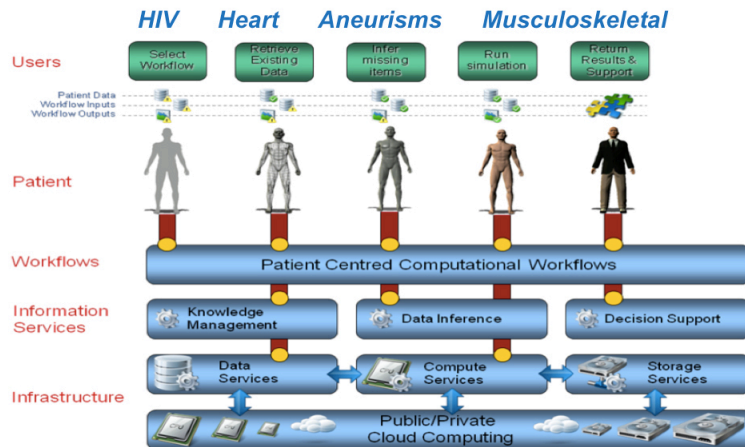 HIV Heart Aneurisms Musculoskeletal
Users
Select
Workflow
Retrieve
Existing
Data
Infer
missing
items
Run
simulation
Return
Results &
Support
Patient Data
Workflow Inputs
Workflow Outputs
Patient
Workflows
Patient Centred Computational Workflows
Information
Services
Knowledge
Management
Data Inference
Decision Support
Infrastructure
Data
Services
Compute
Services
Storage
Services
Public/Private
Cloud Computing